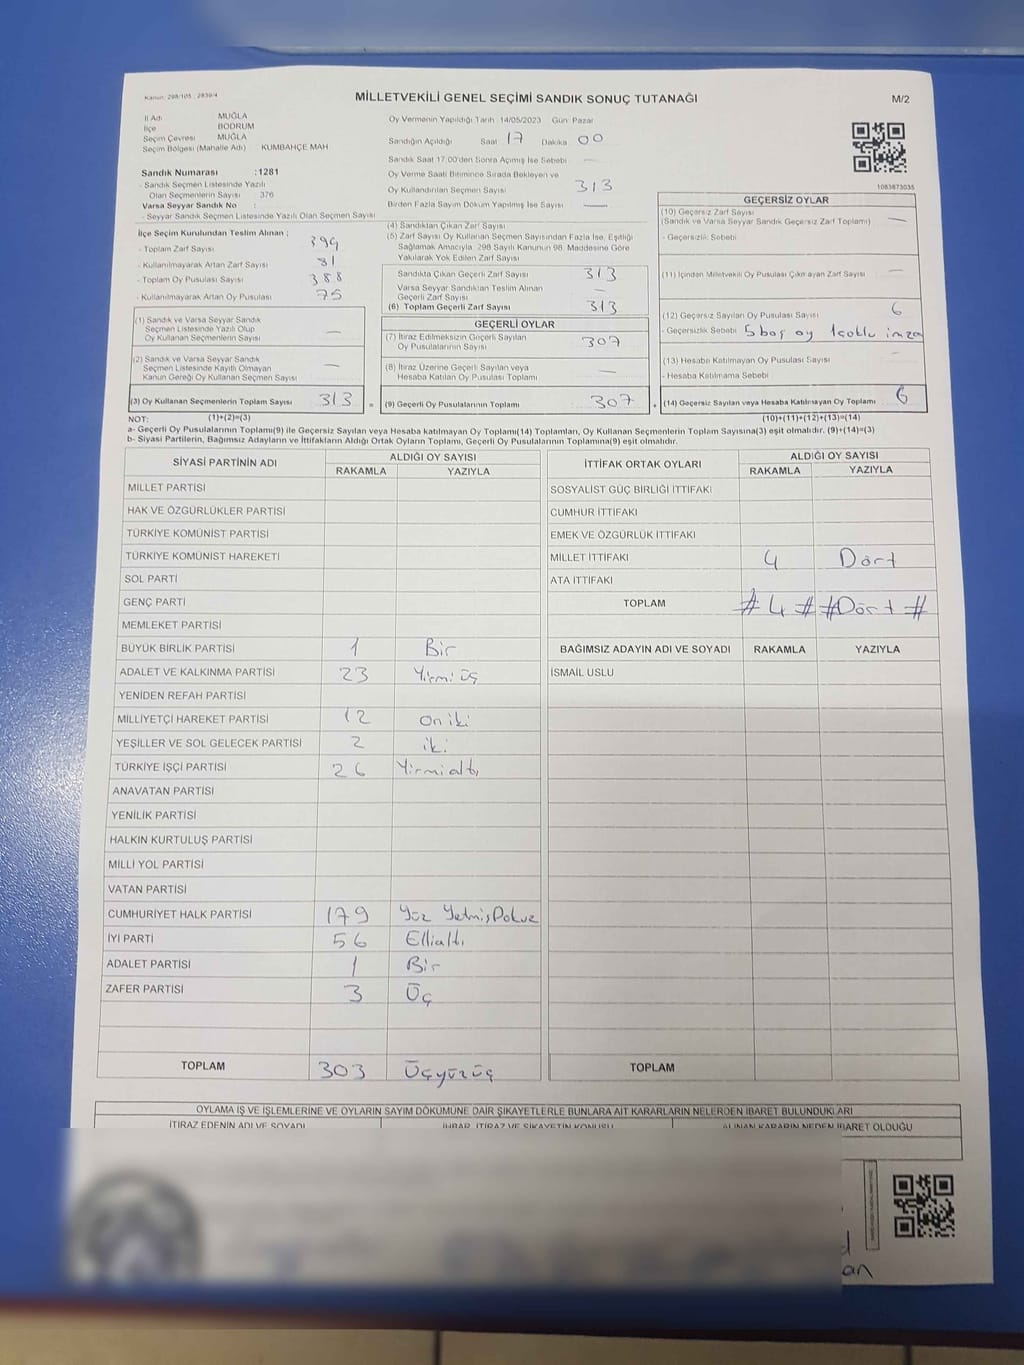 Kanun: 298/105 , 2839/4
MİLLETVEKİLİ GENEL SEÇİMİ SANDIK SONUÇ TUTANAĞI
M/2
İl Adı MUĞLA
İlçe BODRUM
Seçim Çevresi MUĞLA
Seçim Bölgesi (Mahalle Adı) KUMBAHÇE MAH
Sandık Numarası :1281
- Sandık Seçmen Listesinde Yazılı
Olan Seçmenlerin Sayısı : 376
Varsa Seyyar Sandık No :
- Seyyar Sandık Seçmen Listesinde Yazılı Olan Seçmen Sayısı
Oy Vermenin Yapıldığı Tarih 14/05/2023 Gün Pazar
Sandığın Açıldığı Saat 17 Dakika 00
Sandık Saat 17.00'den Sonra Açılmış İse Sebebi —
Oy Verme Saati Bitimince Sırada Bekleyen ve
Oy Kullandırılan Seçmen Sayısı 313
Birden Fazla Sayım Döküm Yapılmış İse Sayısı —
1083873035
İlçe Seçim Kurulundan Teslim Alınan ;
- Toplam Zarf Sayısı 394
- Kullanılmayarak Artan Zarf Sayısı 81
- Toplam Oy Pusulası Sayısı 388
- Kullanılmayarak Artan Oy Pusulası 75
(1) Sandık ve Varsa Seyyar Sandık
Seçmen Listesinde Yazılı Olup
Oy Kullanan Seçmenlerin Sayısı —
(2) Sandık ve Varsa Seyyar Sandık
Seçmen Listesinde Kayıtlı Olmayan
Kanun Gereği Oy Kullanan Seçmen Sayısı —
(3) Oy Kullanan Seçmenlerin Toplam Sayısı 313 =
(1)+(2)=(3)
(4) Sandıktan Çıkan Zarf Sayısı
(5) Zarf Sayısı Oy Kullanan Seçmen Sayısından Fazla İse, Eşitliği
Sağlamak Amacıyla 298 Sayılı Kanunun 98. Maddesine Göre
Yakılarak Yok Edilen Zarf Sayısı
Sandıkta Çıkan Geçerli Zarf Sayısı 313
Varsa Seyyar Sandıktan Teslim Alınan
Geçerli Zarf Sayısı —
(6) Toplam Geçerli Zarf Sayısı 313
GEÇERLİ OYLAR
(7) İtiraz Edilmeksizin Geçerli Sayılan
Oy Pusulalarının Sayısı 307
(8) İtiraz Üzerine Geçerli Sayılan veya
Hesaba Katılan Oy Pusulası Toplamı —
(9) Geçerli Oy Pusulalarının Toplamı 307 +
GEÇERSİZ OYLAR
(10) Geçersiz Zarf Sayısı
(Sandık ve Varsa Seyyar Sandık Geçersiz Zarf Toplamı) —
- Geçersizlik Sebebi
(11) İçinden Milletvekili Oy Pusulası Çıkmayan Zarf Sayısı —
(12) Geçersiz Sayılan Oy Pusulası Sayısı 6
- Geçersizlik Sebebi 5 boş oy 1 çoklu imza
(13) Hesaba Katılmayan Oy Pusulası Sayısı —
- Hesaba Katılmama Sebebi
(14) Geçersiz Sayılan veya Hesaba Katılmayan Oy Toplamı 6
(10)+(11)+(12)+(13)=(14)
NOT:
a- Geçerli Oy Pusulalarının Toplamı(9) ile Geçersiz Sayılan veya Hesaba katılmayan Oy Toplamı(14) Toplamları, Oy Kullanan Seçmenlerin Toplam Sayısına(3) eşit olmalıdır. (9)+(14)=(3)
b- Siyasi Partilerin, Bağımsız Adayların ve İttifakların Aldığı Ortak Oyların Toplamı, Geçerli Oy Pusulalarının Toplamına(9) eşit olmalıdır.
SİYASİ PARTİNİN ADI ALDIĞI OY SAYISI
RAKAMLA YAZIYLA
MİLLET PARTİSİ
HAK VE ÖZGÜRLÜKLER PARTİSİ
TÜRKİYE KOMÜNİST PARTİSİ
TÜRKİYE KOMÜNİST HAREKETİ
SOL PARTİ
GENÇ PARTİ
MEMLEKET PARTİSİ
BÜYÜK BİRLİK PARTİSİ 1 Bir
ADALET VE KALKINMA PARTİSİ 23 Yirmi üç
YENİDEN REFAH PARTİSİ
MİLLİYETÇİ HAREKET PARTİSİ 12 on iki
YEŞİLLER VE SOL GELECEK PARTİSİ 2 iki
TÜRKİYE İŞÇİ PARTİSİ 26 Yirmialtı
ANAVATAN PARTİSİ
YENİLİK PARTİSİ
HALKIN KURTULUŞ PARTİSİ
MİLLİ YOL PARTİSİ
VATAN PARTİSİ
CUMHURİYET HALK PARTİSİ 179 Yüz YetmişDokuz
İYİ PARTİ 56 Ellialtı
ADALET PARTİSİ 1 Bir
ZAFER PARTİSİ 3 Üç
TOPLAM 303 Üçyüzüç
İTTİFAK ORTAK OYLARI ALDIĞI OY SAYISI
RAKAMLA YAZIYLA
SOSYALİST GÜÇ BİRLİĞİ İTTİFAKI
CUMHUR İTTİFAKI
EMEK VE ÖZGÜRLÜK İTTİFAKI
MİLLET İTTİFAKI 4 Dört
ATA İTTİFAKI
TOPLAM #4# #Dört#
BAĞIMSIZ ADAYIN ADI VE SOYADI RAKAMLA YAZIYLA
İSMAİL USLU
TOPLAM
OYLAMA İŞ VE İŞLEMLERİNE VE OYLARIN SAYIM DÖKÜMÜNE DAİR ŞİKAYETLERLE BUNLARA AİT KARARLARIN NELERDEN İBARET BULUNDUKLARI
İTİRAZ EDENİN ADI VE SOYADI İHBAR, İTİRAZ VE ŞİKAYETİN KONUSU ALINAN KARARIN NEDEN İBARET OLDUĞU